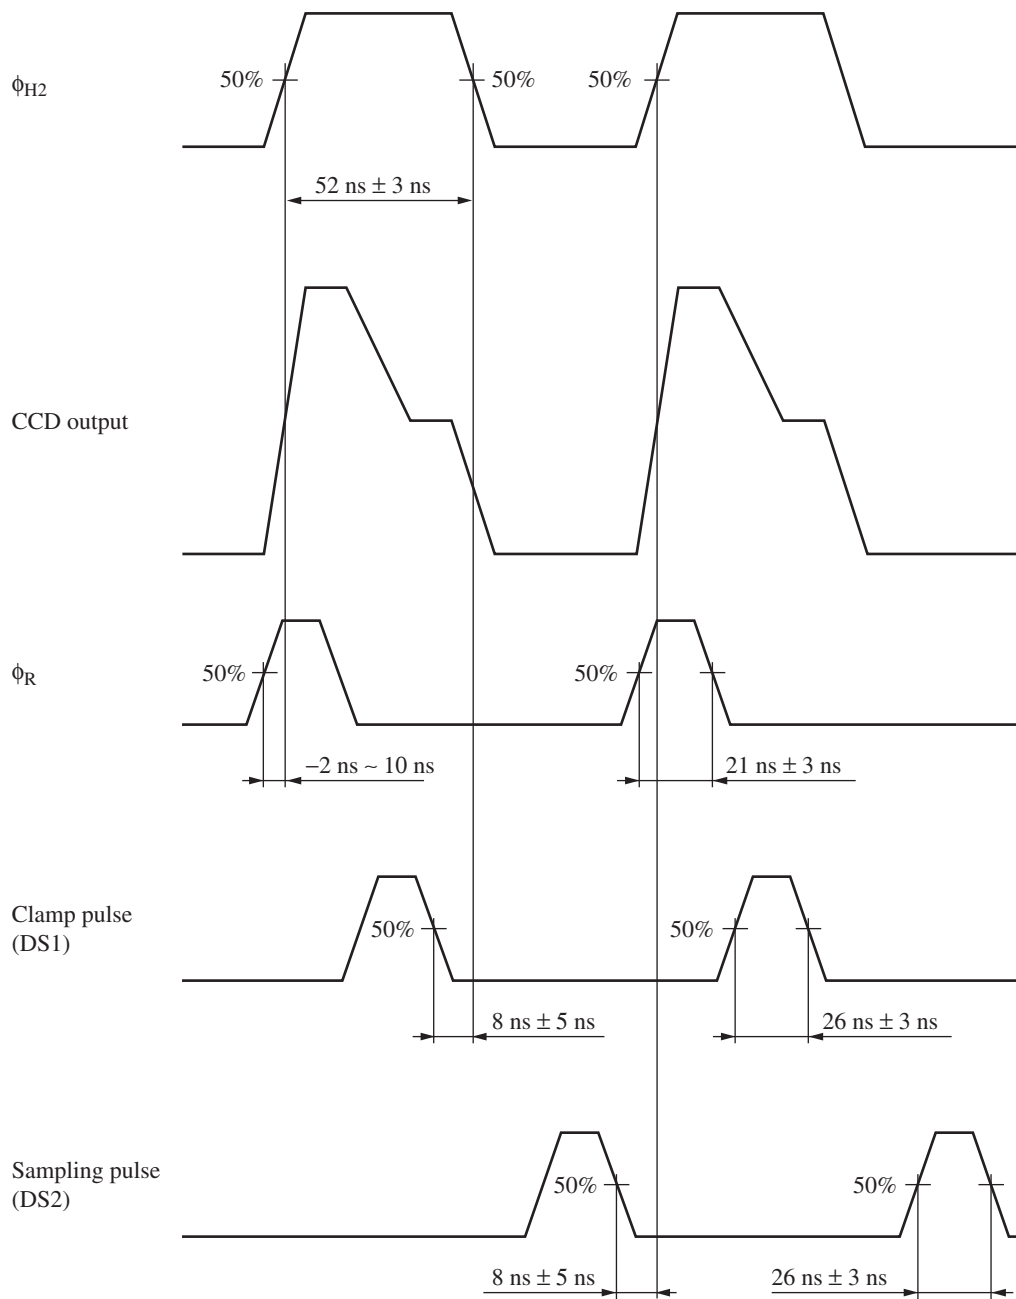 50%
50%
50%
ϕH2
52 ns ± 3 ns
CCD output
50%
50%
ϕR
−2 ns ~ 10 ns
21 ns ± 3 ns
Clamp pulse
(DS1)
50%
50%
8 ns ± 5 ns
26 ns ± 3 ns
Sampling pulse
(DS2)
50%
50%
8 ns ± 5 ns
26 ns ± 3 ns